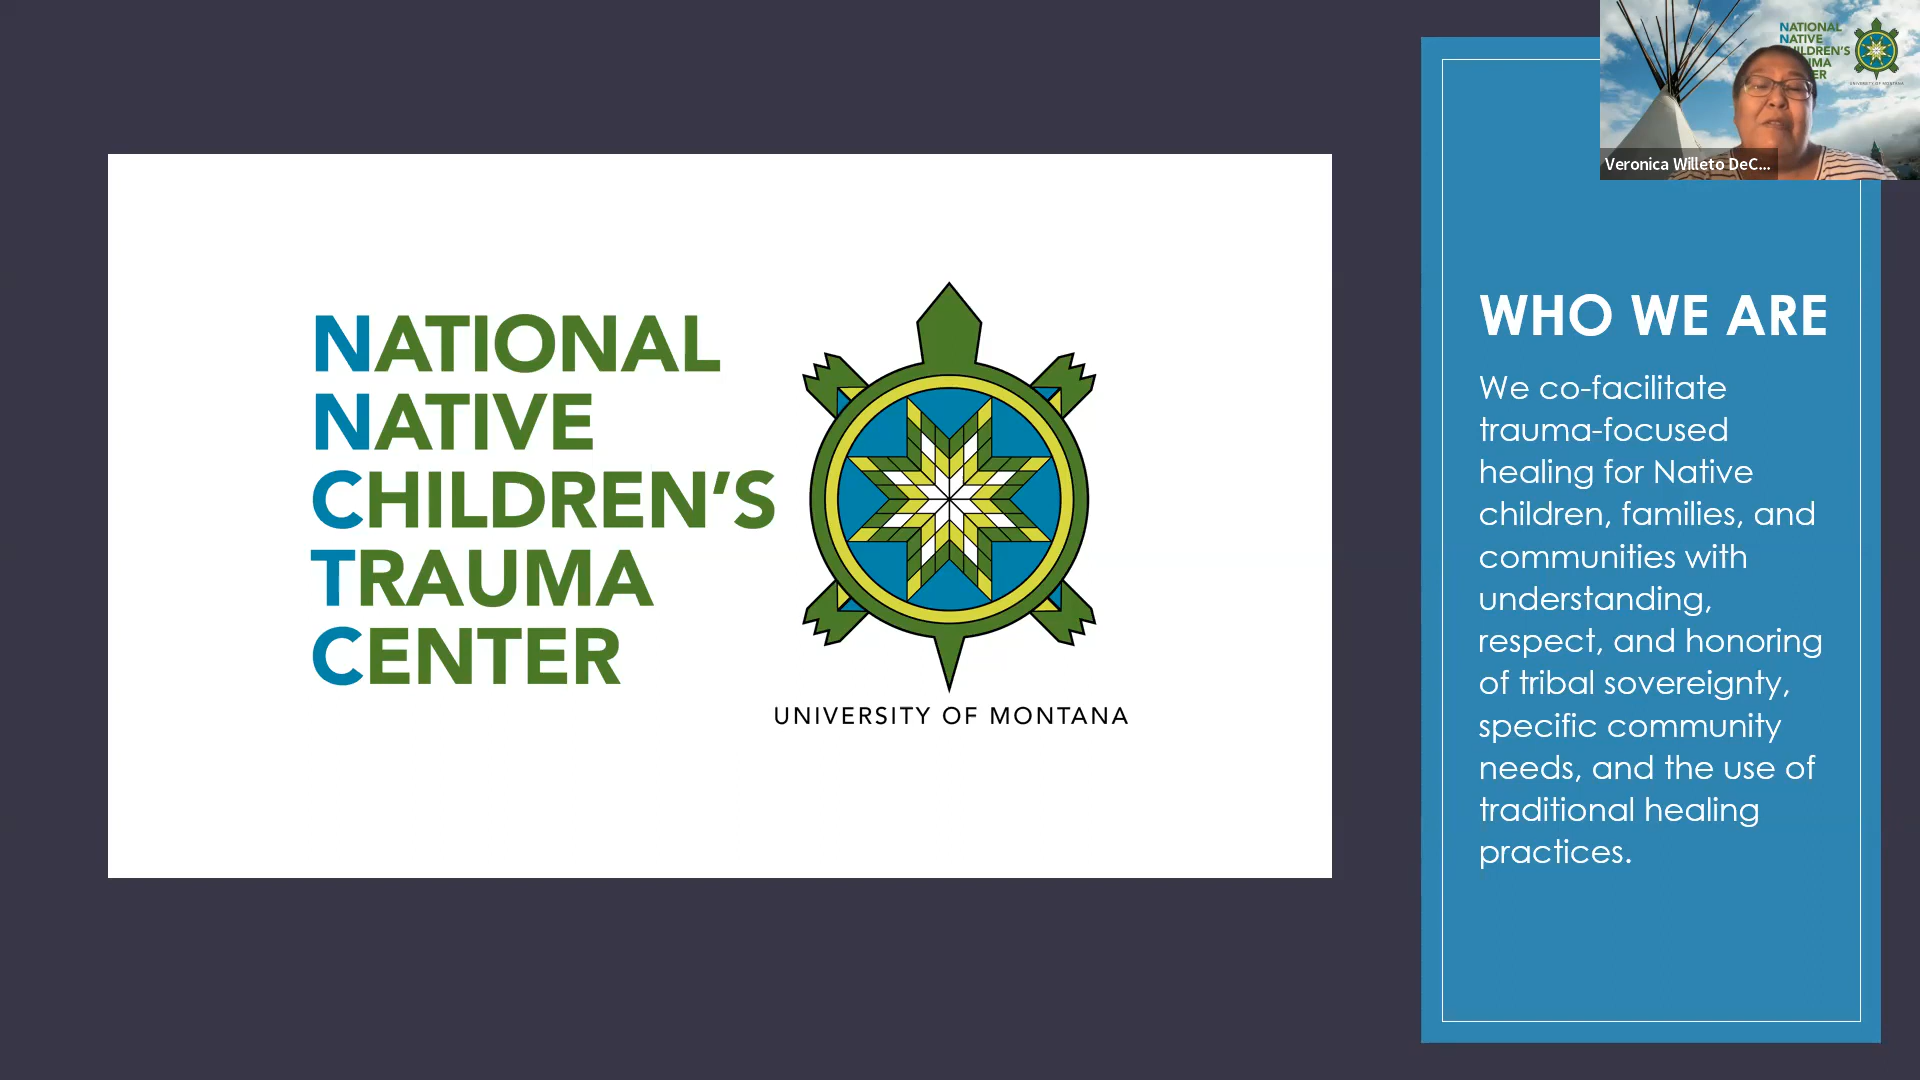 NATIONAL
NATIVE
CHILDREN'S
TRAUMA
CENTER
UNIVERSITY OF MONTANA
NATIONAL
NATIVE
Veronica Willeto DeC...
WHO WE ARE
We co-facilitate
trauma-focused
healing for Native
children, families, and
communities with
understanding,
respect, and honoring
of tribal sovereignty,
specific community
needs, and the use of
traditional healing
practices.